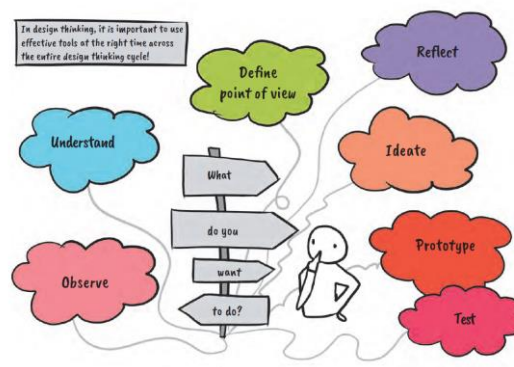 In design thinking, it is important to use
effective tools at the right time across
the entire design thinking cycle!
Define
point of view
Reflect
Understand
Ideate
What
do you
want
to do?
Observe
Prototype
Test